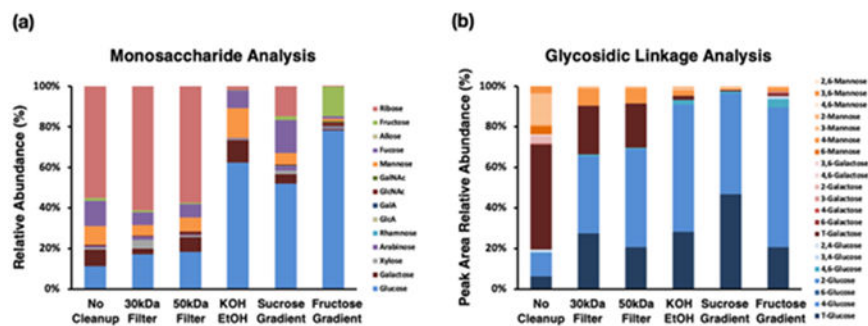 (a)
Monosaccharide Analysis
Relative Abundance (%)
100%
80%
60%
40%
20%
0%
No Cleanup
30kDa Filter
50kDa Filter
KOH EtOH
Sucrose Gradient
Fructose Gradient
Ribose
Fructose
Allose
Fucose
Mannose
GalNAc
GlcNAc
GalA
GlcA
Rhamnose
Arabinose
Xylose
Galactose
Glucose
(b)
Glycosidic Linkage Analysis
Peak Area Relative Abundance (%)
100%
80%
60%
40%
20%
0%
No Cleanup
30kDa Filter
50kDa Filter
KOH EtOH
Sucrose Gradient
Fructose Gradient
2,6-Mannose
3,6-Mannose
4,6-Mannose
2-Mannose
3-Mannose
4-Mannose
6-Mannose
3,6-Galactose
4,6-Galactose
2-Galactose
3-Galactose
4-Galactose
6-Galactose
T-Galactose
2,4-Glucose
3,4-Glucose
4,6-Glucose
2-Glucose
6-Glucose
4-Glucose
T-Glucose